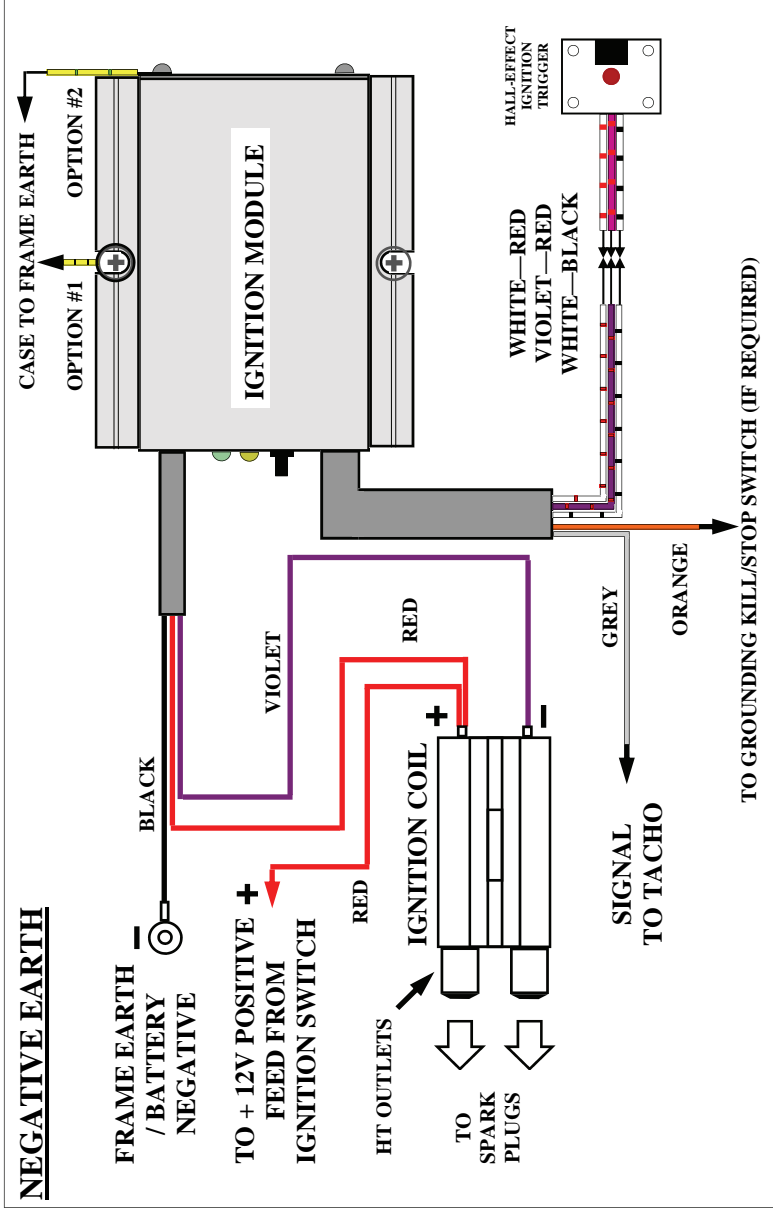 NEGATIVE EARTH
FRAME EARTH
/ BATTERY
NEGATIVE
−
BLACK
TO + 12V POSITIVE
FEED FROM
IGNITION SWITCH
+
RED
VIOLET
RED
HT OUTLETS
IGNITION COIL
+
−
TO
SPARK
PLUGS
SIGNAL
TO TACHO
GREY
ORANGE
TO GROUNDING KILL/STOP SWITCH (IF REQUIRED)
CASE TO FRAME EARTH
OPTION #1
OPTION #2
IGNITION MODULE
WHITE—RED
VIOLET—RED
WHITE—BLACK
HALL-EFFECT
IGNITION
TRIGGER